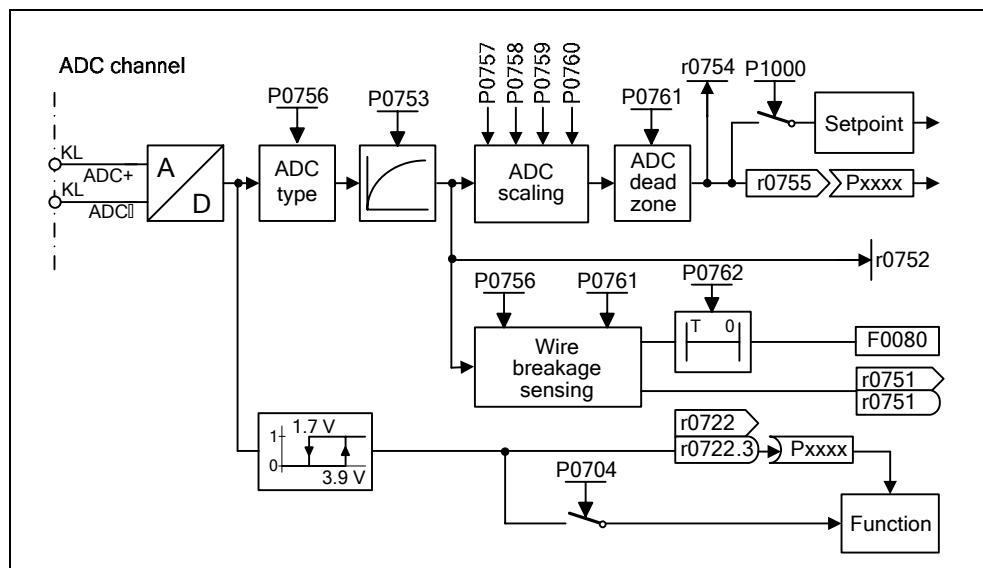 ADC channel
P0757
P0758
P0759
P0760
r0754
P1000
P0756
P0753
P0761
Setpoint
KL
ADC+
KL
ADC▯
A
D
ADC
type
ADC
scaling
ADC
dead
zone
r0755
Pxxxx
r0752
P0756
P0761
P0762
T 0
Wire
breakage
sensing
F0080
r0751
r0751
1.7 V
1
0
3.9 V
r0722
r0722.3
Pxxxx
P0704
Function